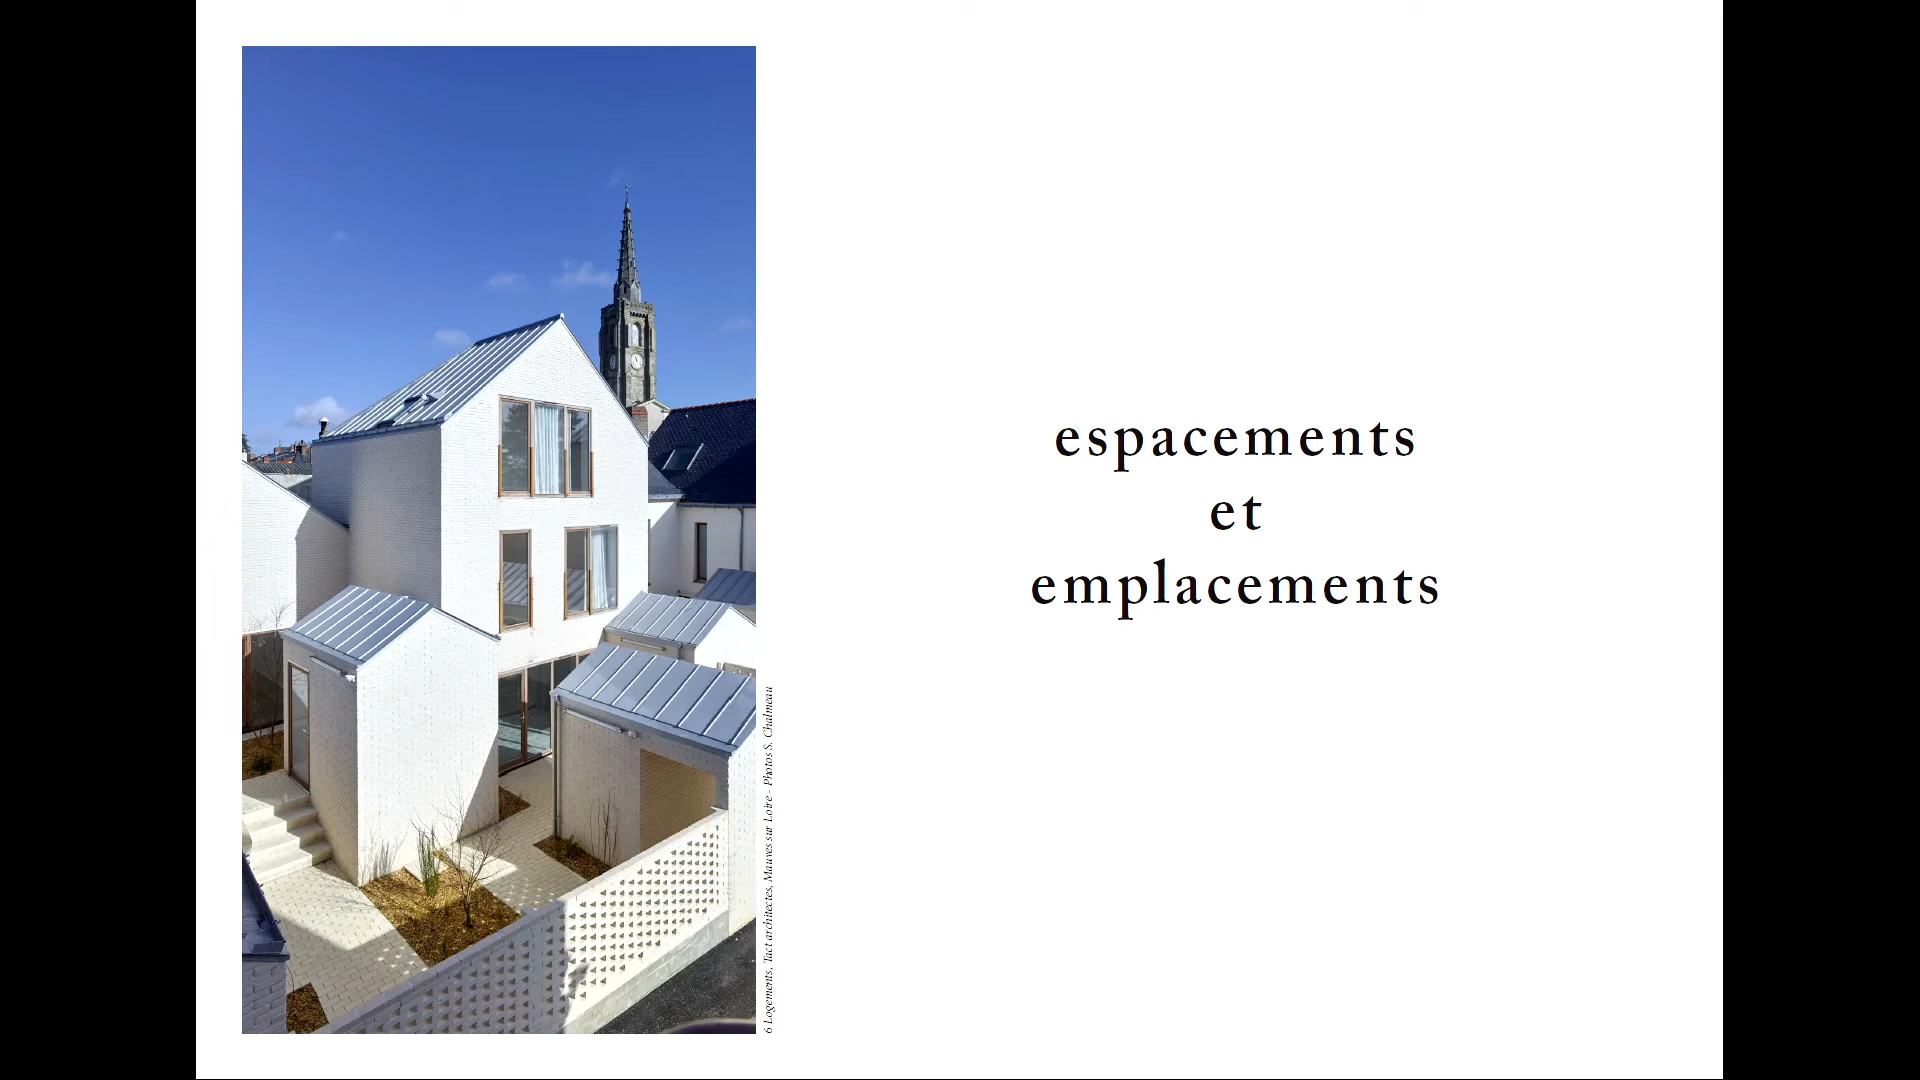 espacements
et
emplacements
6 Logements, Tact architectes, Mauves sur Loire - Photos S. Chalmeau